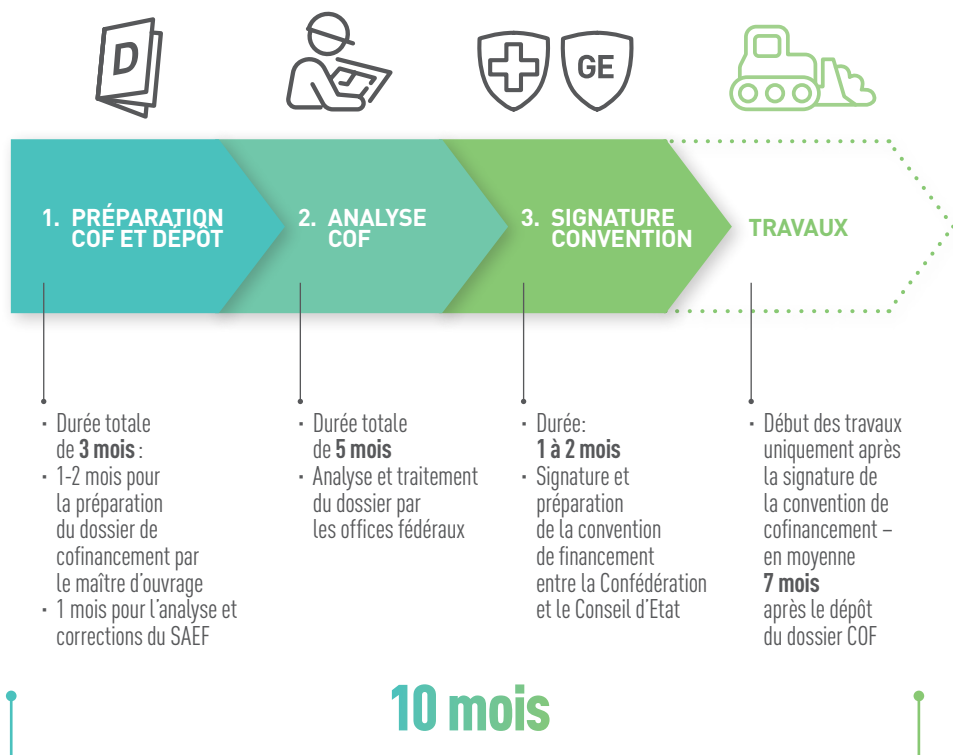 D
GE
1. PRÉPARATION
COF ET DÉPÔT
2. ANALYSE
COF
3. SIGNATURE
CONVENTION
TRAVAUX
· Durée totale
de 3 mois :
· 1-2 mois pour
la préparation
du dossier de
cofinancement par
le maître d'ouvrage
· 1 mois pour l'analyse et
corrections du SAEF
· Durée totale
de 5 mois
· Analyse et traitement
du dossier par
les offices fédéraux
· Durée:
1 à 2 mois
· Signature et
préparation
de la convention
de financement
entre la Confédération
et le Conseil d'Etat
· Début des travaux
uniquement après
la signature de
la convention de
cofinancement –
en moyenne
7 mois
après le dépôt
du dossier COF
10 mois